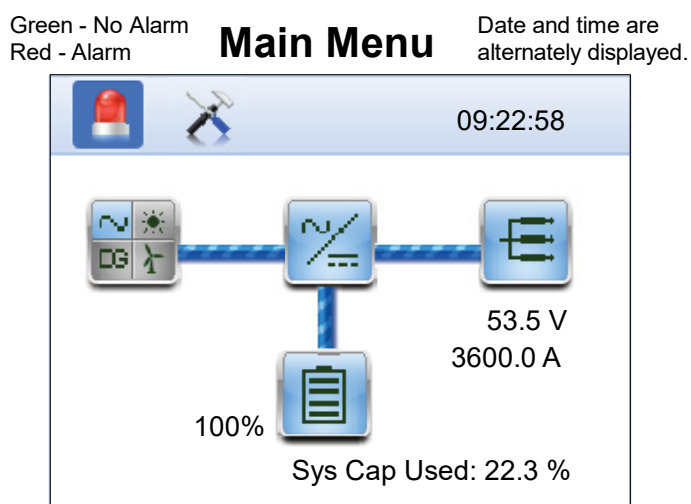 Green - No Alarm
Red - Alarm
Main Menu
Date and time are
alternately displayed.
09:22:58
DG
53.5 V
3600.0 A
100%
Sys Cap Used: 22.3 %